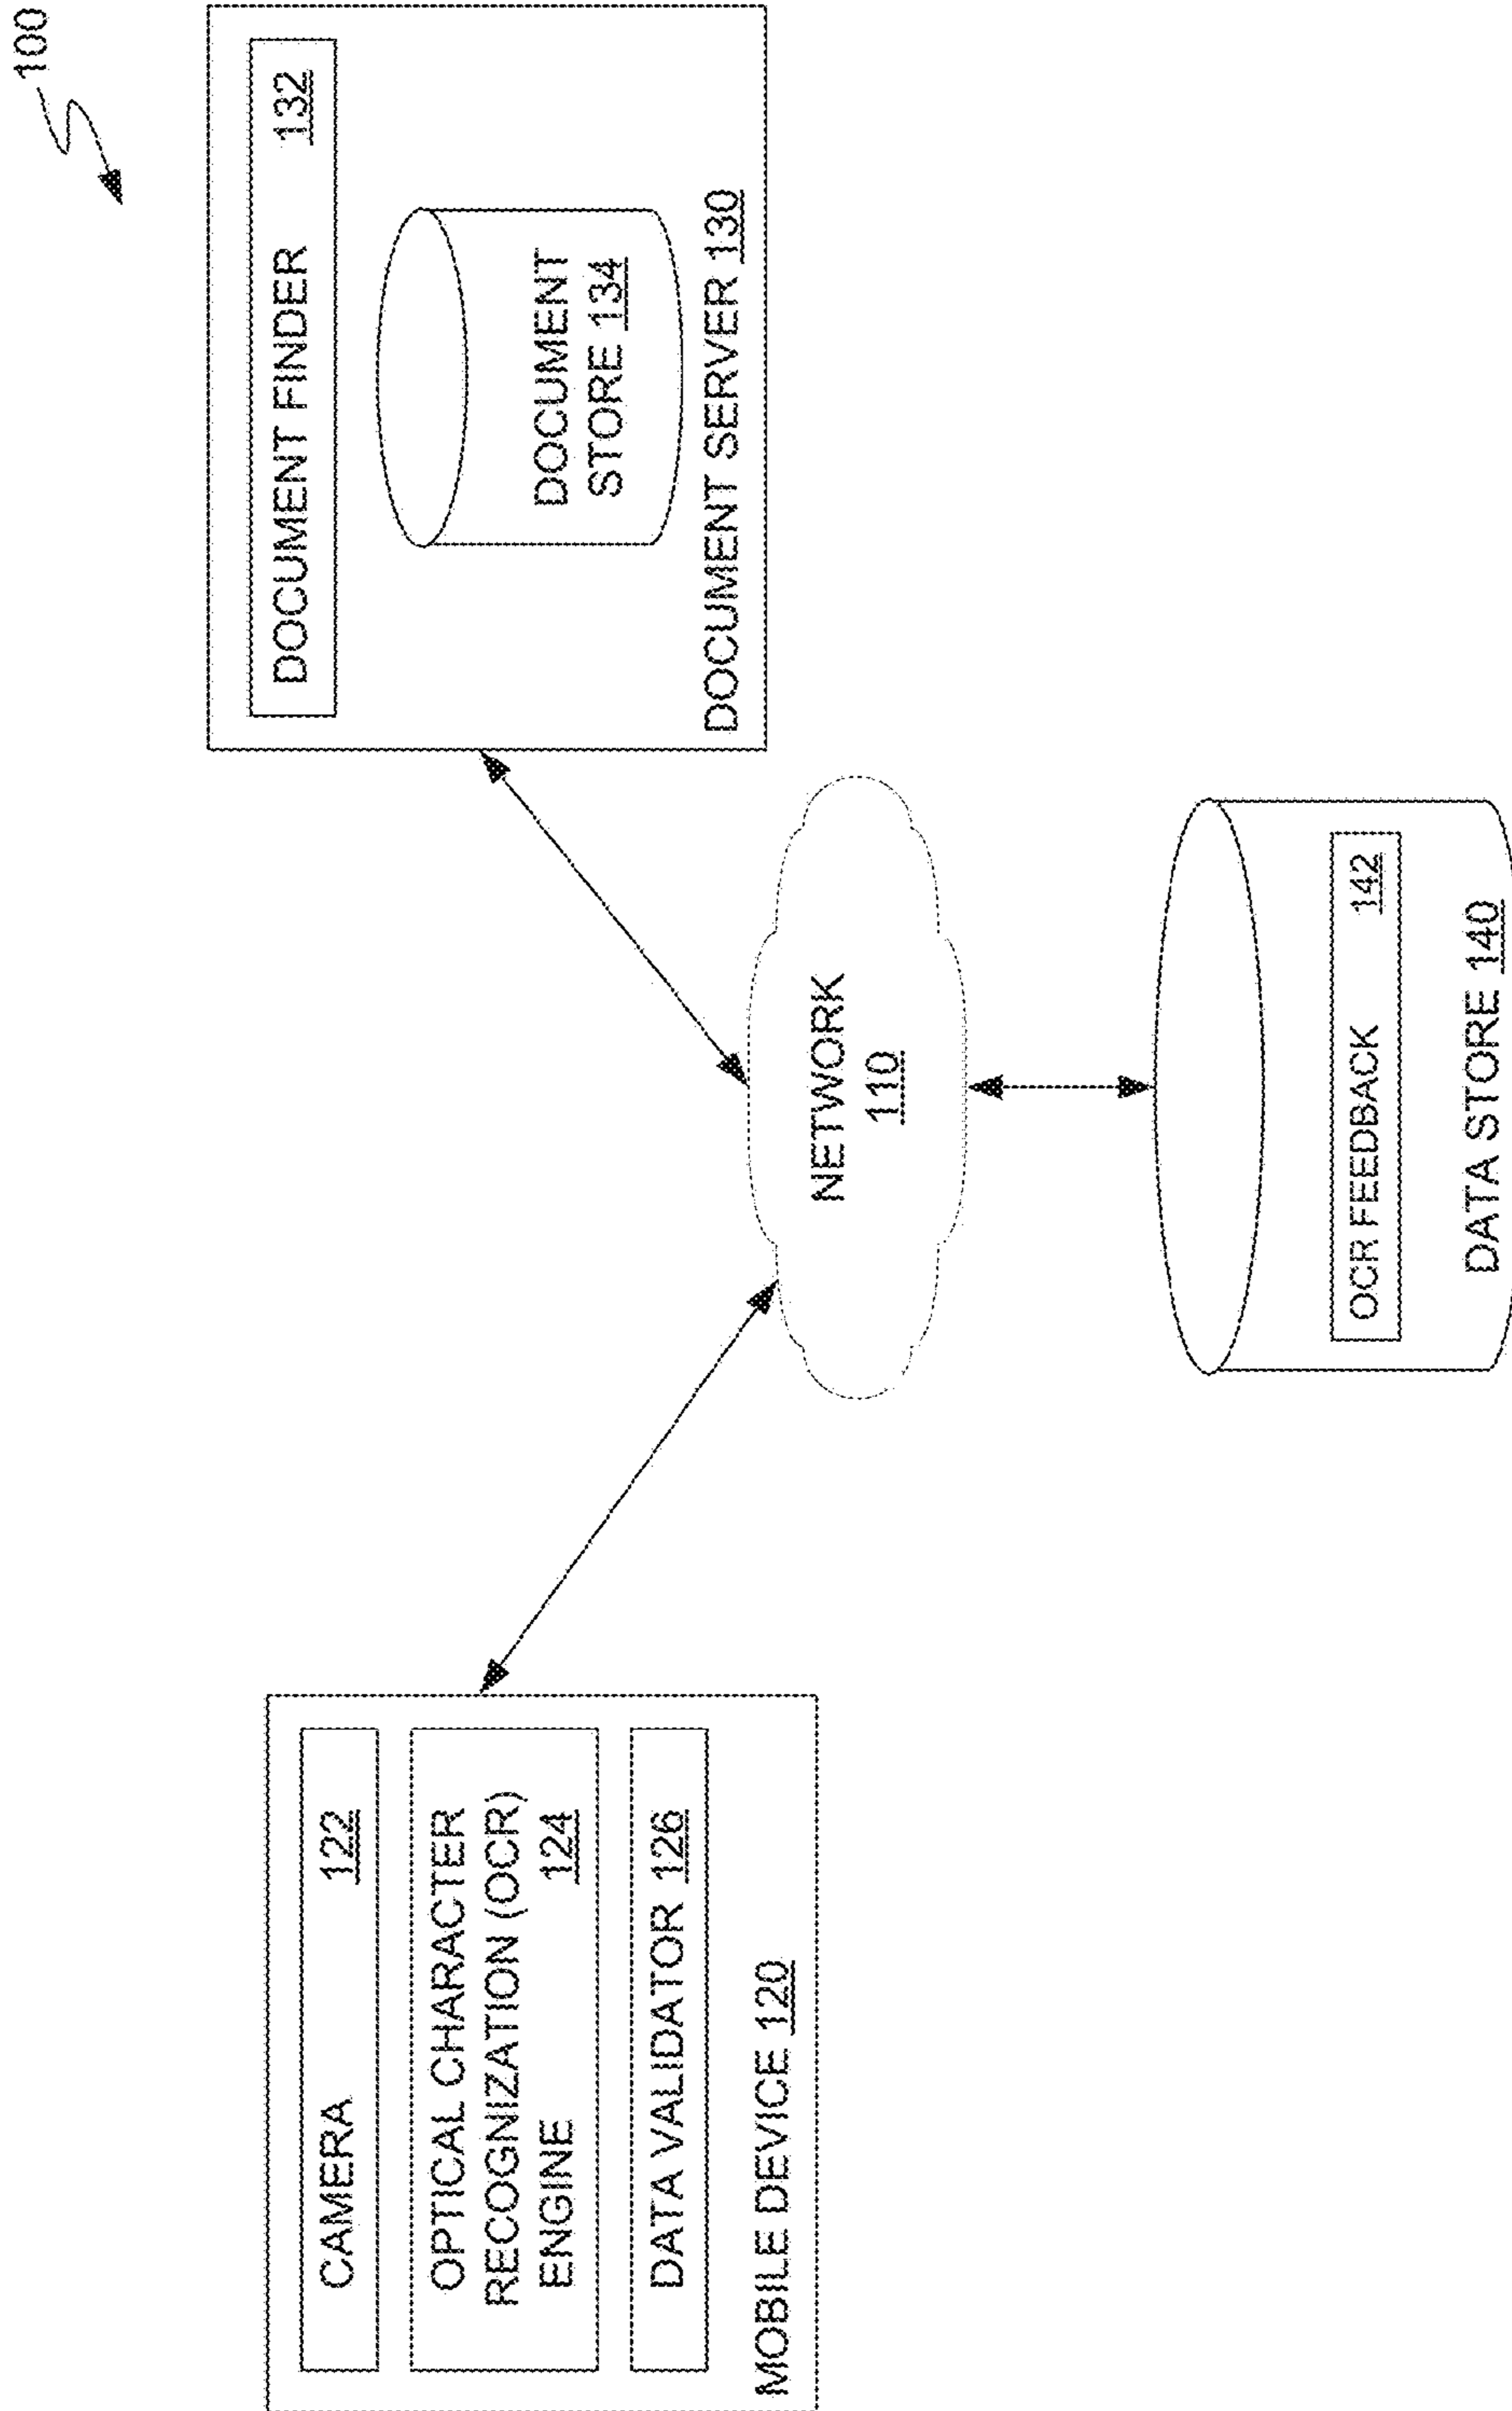 100
CAMERA 122
OPTICAL CHARACTER
RECOGNIZATION (OCR)
ENGINE 124
DATA VALIDATOR 126
MOBILE DEVICE 120
DOCUMENT FINDER 132
DOCUMENT
STORE 134
DOCUMENT SERVER 130
NETWORK
110
OCR FEEDBACK 142
DATA STORE 140